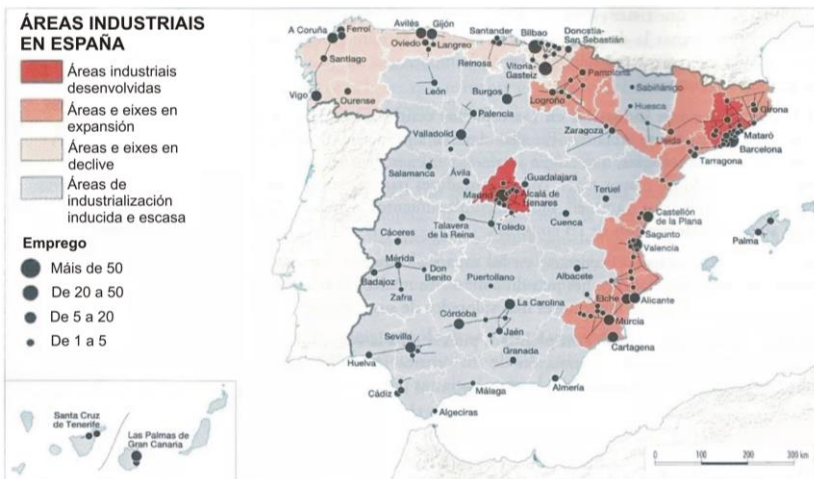 ÁREAS INDUSTRIAIS
EN ESPAÑA
Áreas industriais
desenvolvidas
Áreas e eixes en
expansión
Áreas e eixes en
declive
Áreas de
industrialización
inducida e escasa
Emprego
Máis de 50
De 20 a 50
De 5 a 20
De 1 a 5
A Coruña
Ferrol
Santiago
Vigo
Ourense
Avilés
Gijón
Oviedo
Langreo
Santander
Reinosa
Bilbao
Donostia-
San Sebastián
Vitoria-
Gasteiz
Pamplona
Logroño
León
Burgos
Palencia
Valladolid
Sabiñánigo
Huesca
Zaragoza
Lleida
Girona
Mataró
Barcelona
Tarragona
Salamanca
Ávila
Guadalajara
Madrid
Alcalá de
Henares
Teruel
Talavera
de la Reina
Toledo
Cuenca
Castellón
de la Plana
Sagunto
Valencia
Palma
Cáceres
Mérida
Badajoz
Don
Benito
Zafra
Puertollano
Albacete
Elche
Alicante
Murcia
Cartagena
La Carolina
Córdoba
Jaén
Sevilla
Huelva
Granada
Cádiz
Málaga
Almería
Algeciras
Santa Cruz
de Tenerife
Las Palmas de
Gran Canaria
0 100 200 300 km